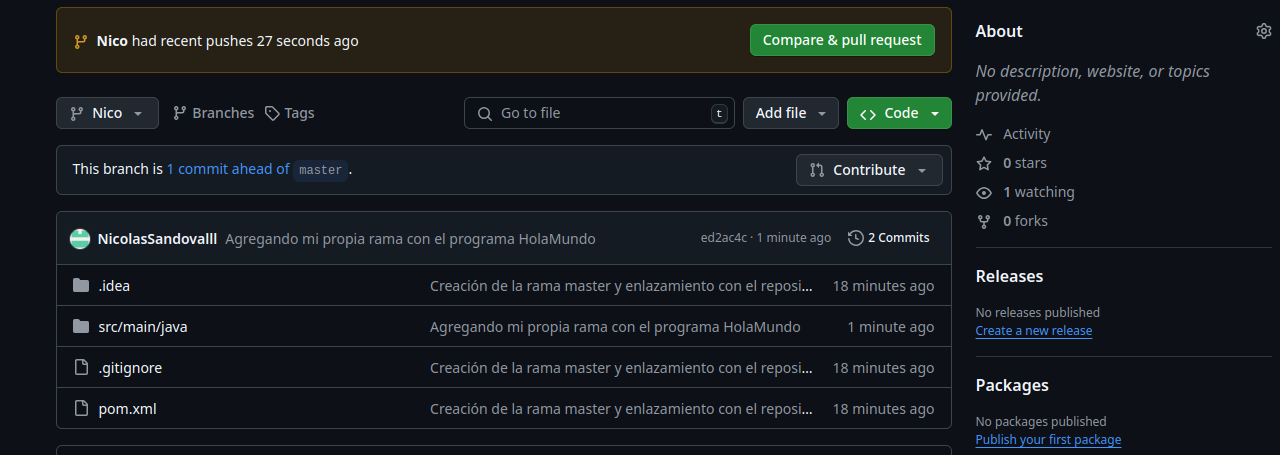 Nico had recent pushes 27 seconds ago
Compare & pull request
Nico
Branches
Tags
Go to file
t
Add file
Code
This branch is 1 commit ahead of master.
Contribute
NicolasSandovalll Agregando mi propia rama con el programa HolaMundo
ed2ac4c · 1 minute ago
2 Commits
.idea
Creación de la rama master y enlazamiento con el reposi...
18 minutes ago
src/main/java
Agregando mi propia rama con el programa HolaMundo
1 minute ago
.gitignore
Creación de la rama master y enlazamiento con el reposi...
18 minutes ago
pom.xml
Creación de la rama master y enlazamiento con el reposi...
18 minutes ago
About
No description, website, or topics
provided.
Activity
0 stars
1 watching
0 forks
Releases
No releases published
Create a new release
Packages
No packages published
Publish your first package